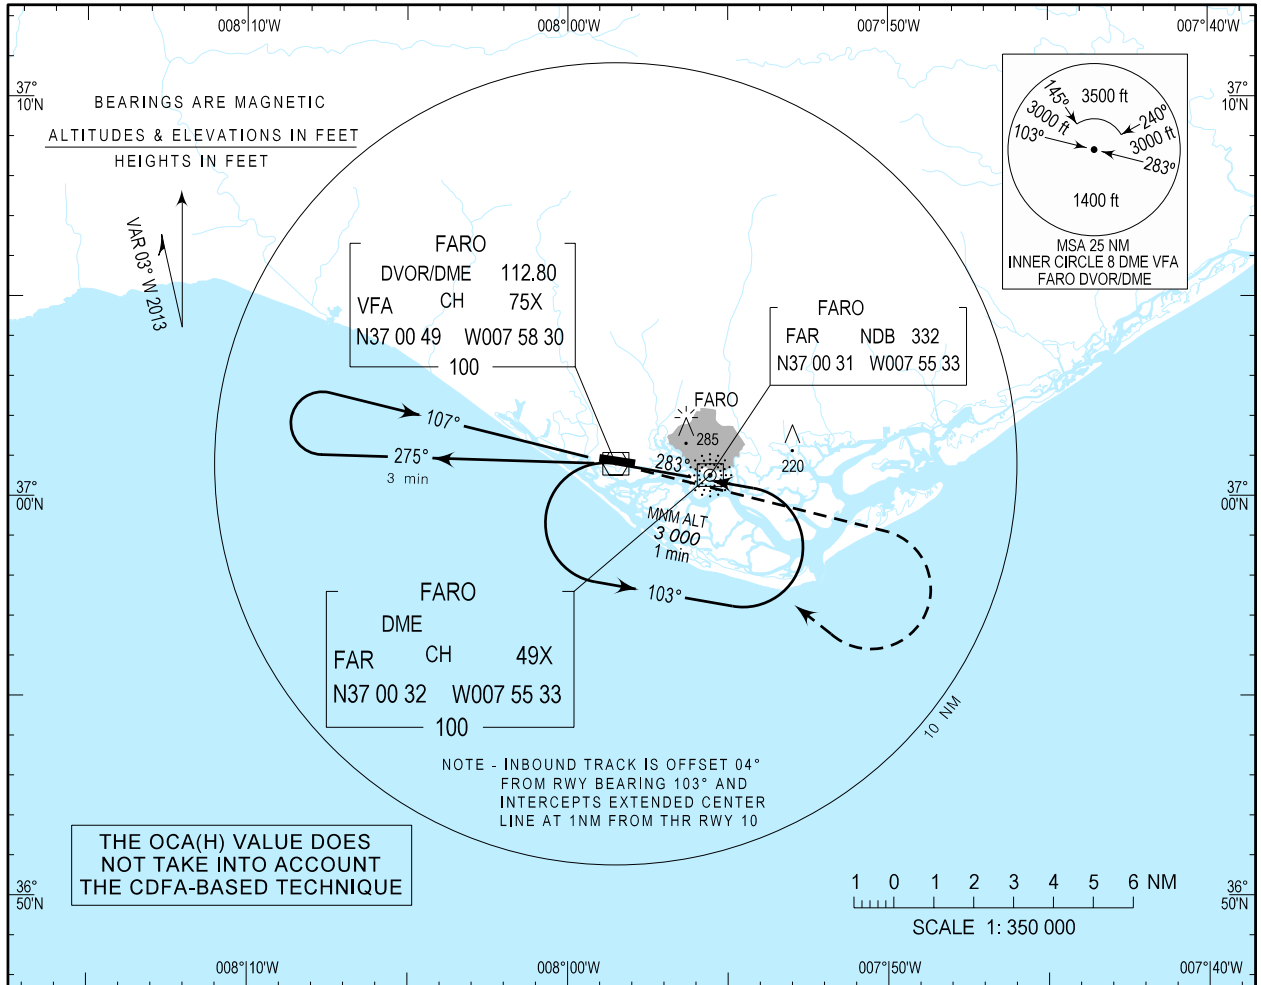 008°10'W
008°00'W
007°50'W
007°40'W
37°
10'N
37°
10'N
BEARINGS ARE MAGNETIC
ALTITUDES & ELEVATIONS IN FEET
HEIGHTS IN FEET
VAR 03° W 2013
3500 ft
145°
3000 ft
103°
240°
3000 ft
283°
1400 ft
MSA 25 NM
INNER CIRCLE 8 DME VFA
FARO DVOR/DME
FARO
DVOR/DME 112.80
VFA CH 75X
N37 00 49 W007 58 30
100
FARO
FAR NDB 332
N37 00 31 W007 55 33
FARO
285
220
107°
275°
3 min
283°
37°
00'N
37°
00'N
MNM ALT
3 000
1 min
103°
FARO
DME
FAR CH 49X
N37 00 32 W007 55 33
100
10 NM
NOTE - INBOUND TRACK IS OFFSET 04°
FROM RWY BEARING 103° AND
INTERCEPTS EXTENDED CENTER
LINE AT 1NM FROM THR RWY 10
THE OCA(H) VALUE DOES
NOT TAKE INTO ACCOUNT
THE CDFA-BASED TECHNIQUE
36°
50'N
36°
50'N
1 0 1 2 3 4 5 6 NM
SCALE 1: 350 000
008°10'W
008°00'W
007°50'W
007°40'W